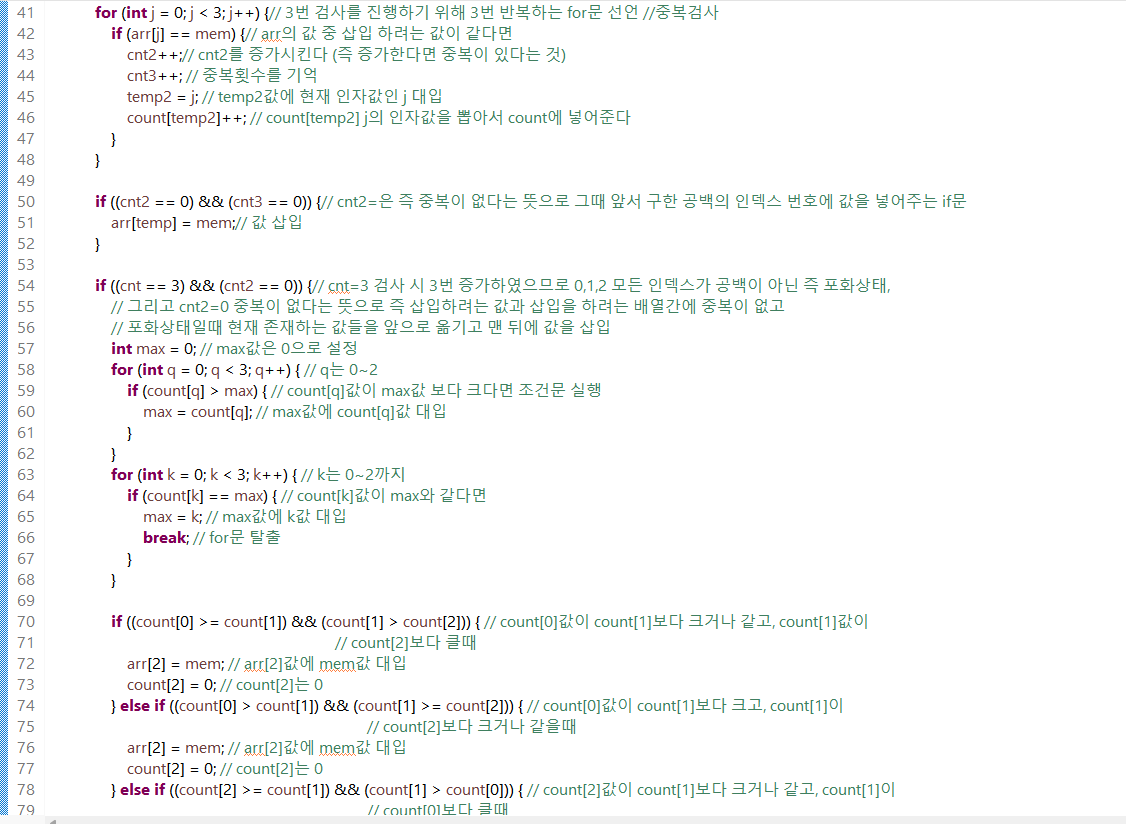 41 for (int j = 0; j < 3; j++) {// 3번 검사를 진행하기 위해 3번 반복하는 for문 선언 //중복검사
42 if (arr[j] == mem) {// arr의 값 중 삽입 하려는 값이 같다면
43 cnt2++;// cnt2를 증가시킨다 (즉 증가한다면 중복이 있다는 것)
44 cnt3++; // 중복횟수를 기억
45 temp2 = j; // temp2값에 현재 인자값인 j 대입
46 count[temp2]++; // count[temp2] j의 인자값을 뽑아서 count에 넣어준다
47 }
48 }
49
50 if ((cnt2 == 0) && (cnt3 == 0)) {// cnt2=은 즉 중복이 없다는 뜻으로 그때 앞서 구한 공백의 인덱스 번호에 값을 넣어주는 if문
51 arr[temp] = mem;// 값 삽입
52 }
53
54 if ((cnt == 3) && (cnt2 == 0)) {// cnt=3 검사 시 3번 증가하였으므로 0,1,2 모든 인덱스가 공백이 아닌 즉 포화상태,
55 // 그리고 cnt2=0 중복이 없다는 뜻으로 즉 삽입하려는 값과 삽입을 하려는 배열간에 중복이 없고
56 // 포화상태일때 현재 존재하는 값들을 앞으로 옮기고 맨 뒤에 값을 삽입
57 int max = 0; // max값은 0으로 설정
58 for (int q = 0; q < 3; q++) { // q는 0~2
59 if (count[q] > max) { // count[q]값이 max값 보다 크다면 조건문 실행
60 max = count[q]; // max값에 count[q]값 대입
61 }
62 }
63 for (int k = 0; k < 3; k++) { // k는 0~2까지
64 if (count[k] == max) { // count[k]값이 max와 같다면
65 max = k; // max값에 k값 대입
66 break; // for문 탈출
67 }
68 }
69
70 if ((count[0] >= count[1]) && (count[1] > count[2])) { // count[0]값이 count[1]보다 크거나 같고, count[1]값이
71 // count[2]보다 클때
72 arr[2] = mem; // arr[2]값에 mem값 대입
73 count[2] = 0; // count[2]는 0
74 } else if ((count[0] > count[1]) && (count[1] >= count[2])) { // count[0]값이 count[1]보다 크고, count[1]이
75 // count[2]보다 크거나 같을때
76 arr[2] = mem; // arr[2]값에 mem값 대입
77 count[2] = 0; // count[2]는 0
78 } else if ((count[2] >= count[1]) && (count[1] > count[0])) { // count[2]값이 count[1]보다 크거나 같고, count[1]이
79 // count[0]보다 클때